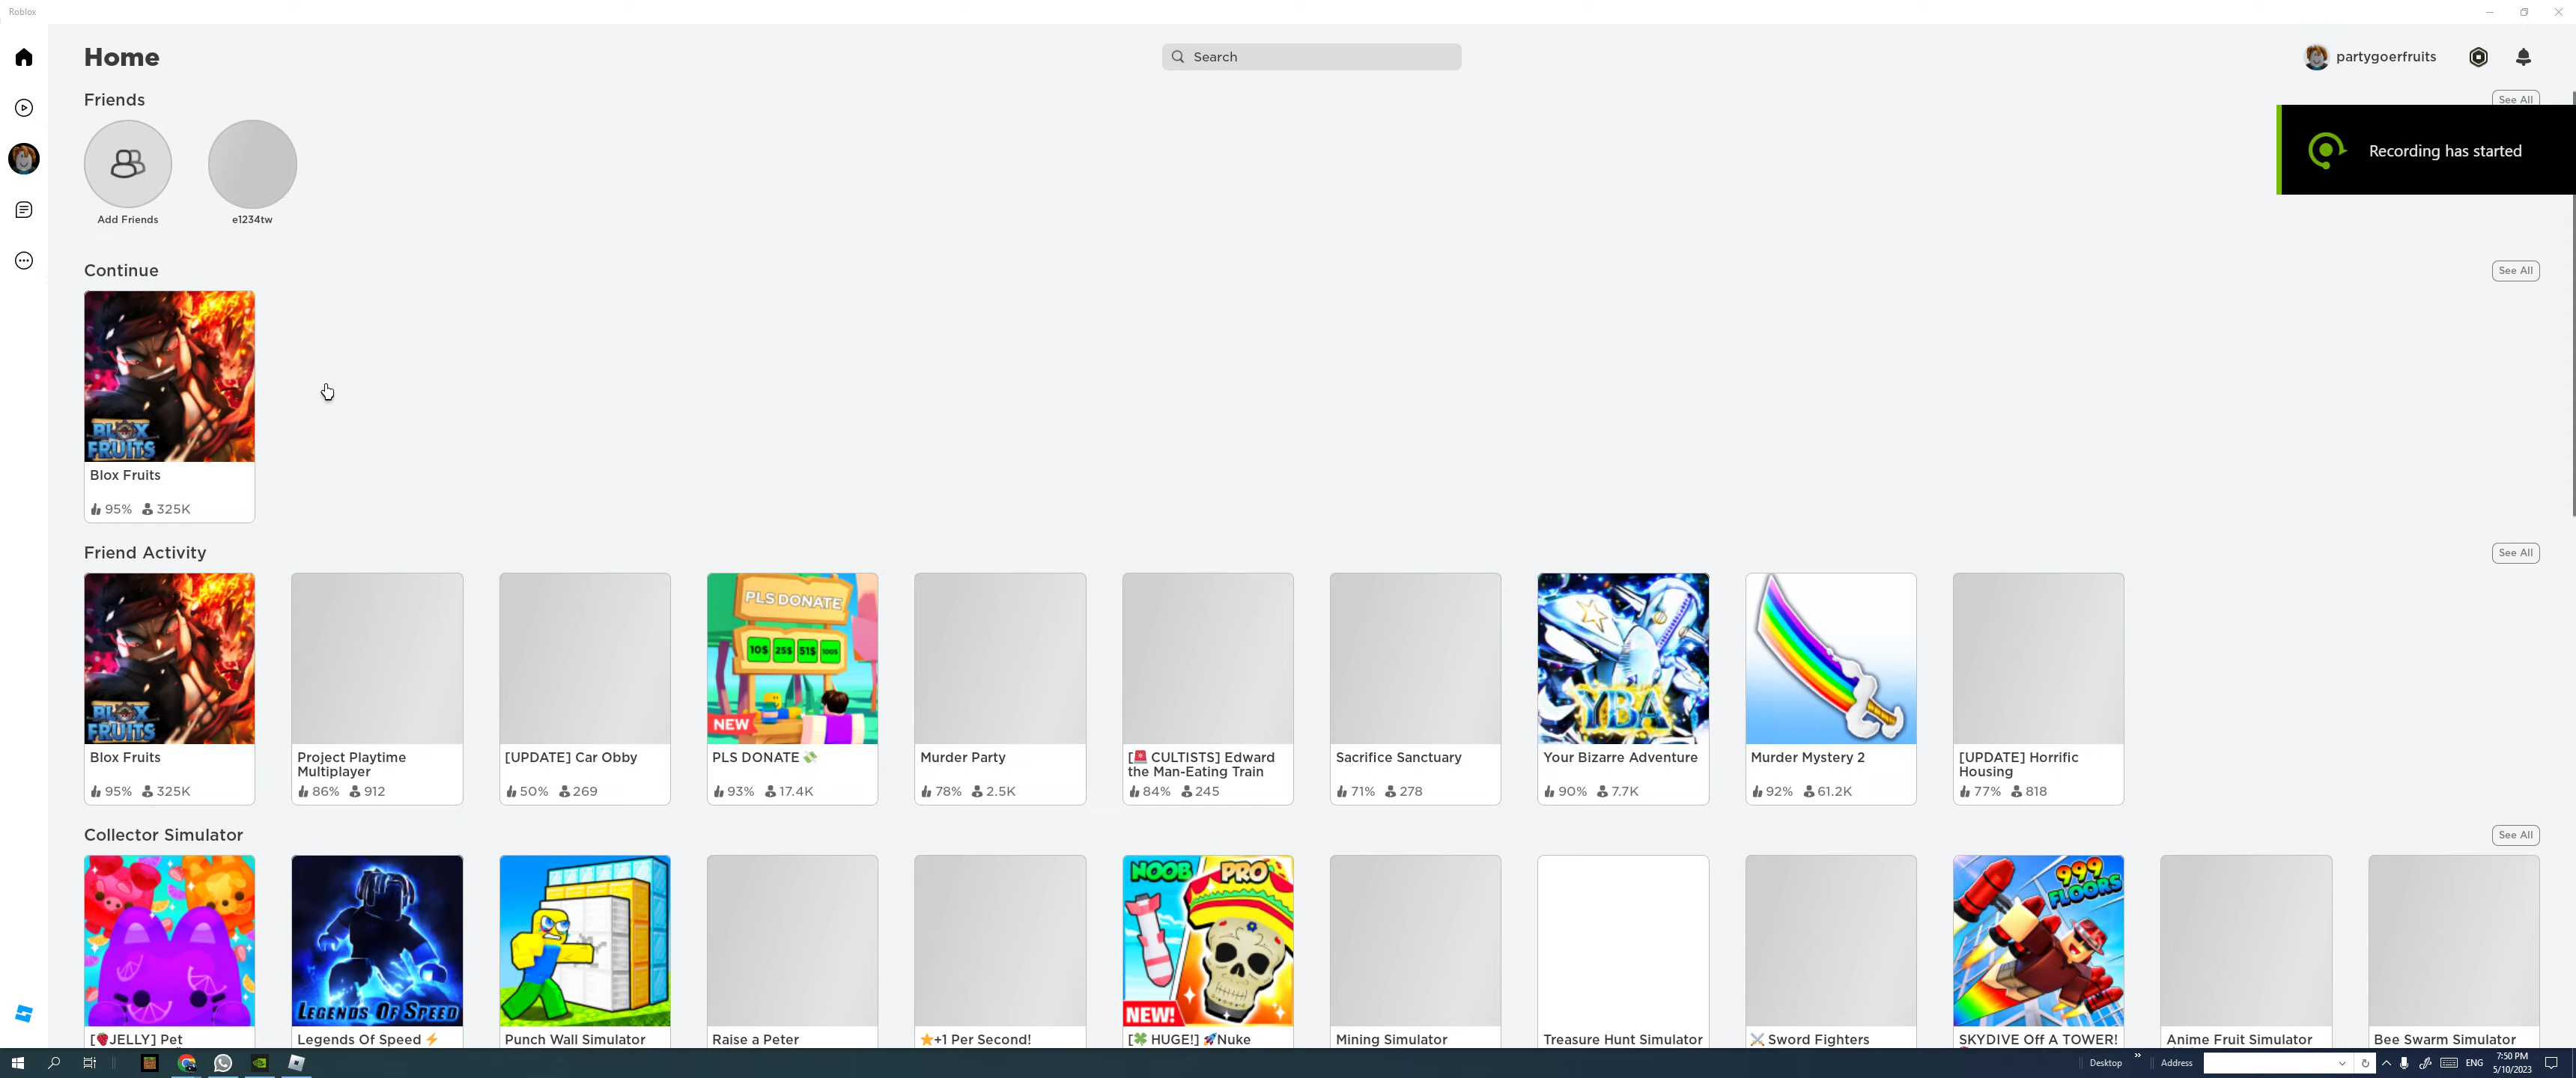 Roblox
Home
Search
partygoerfruits
Friends
See All
Recording has started
Add Friends
e1234tw
Continue
See All
BLOX
FRUITS
Blox Fruits
95% 325K
Friend Activity
See All
BLOX
FRUITS
Blox Fruits
95% 325K
Project Playtime
Multiplayer
86% 912
[UPDATE] Car Obby
50% 269
PLS DONATE
10$ 25$ 51$ 100$
NEW
PLS DONATE 💸
93% 17.4K
Murder Party
78% 2.5K
[🚨 CULTISTS] Edward
the Man-Eating Train
84% 245
Sacrifice Sanctuary
71% 278
YBA
Your Bizarre Adventure
90% 7.7K
Murder Mystery 2
92% 61.2K
[UPDATE] Horrific
Housing
77% 818
Collector Simulator
See All
[🍓JELLY] Pet
LEGENDS OF SPEED
Legends Of Speed ⚡
Punch Wall Simulator
Raise a Peter
⭐+1 Per Second!
NOOB PRO
NEW!
[🍀 HUGE!] 🚀Nuke
Mining Simulator
Treasure Hunt Simulator
⚔️ Sword Fighters
999
FLOORS
SKYDIVE Off A TOWER!
Anime Fruit Simulator
Bee Swarm Simulator
Desktop
Address
ENG
7:50 PM
5/10/2023